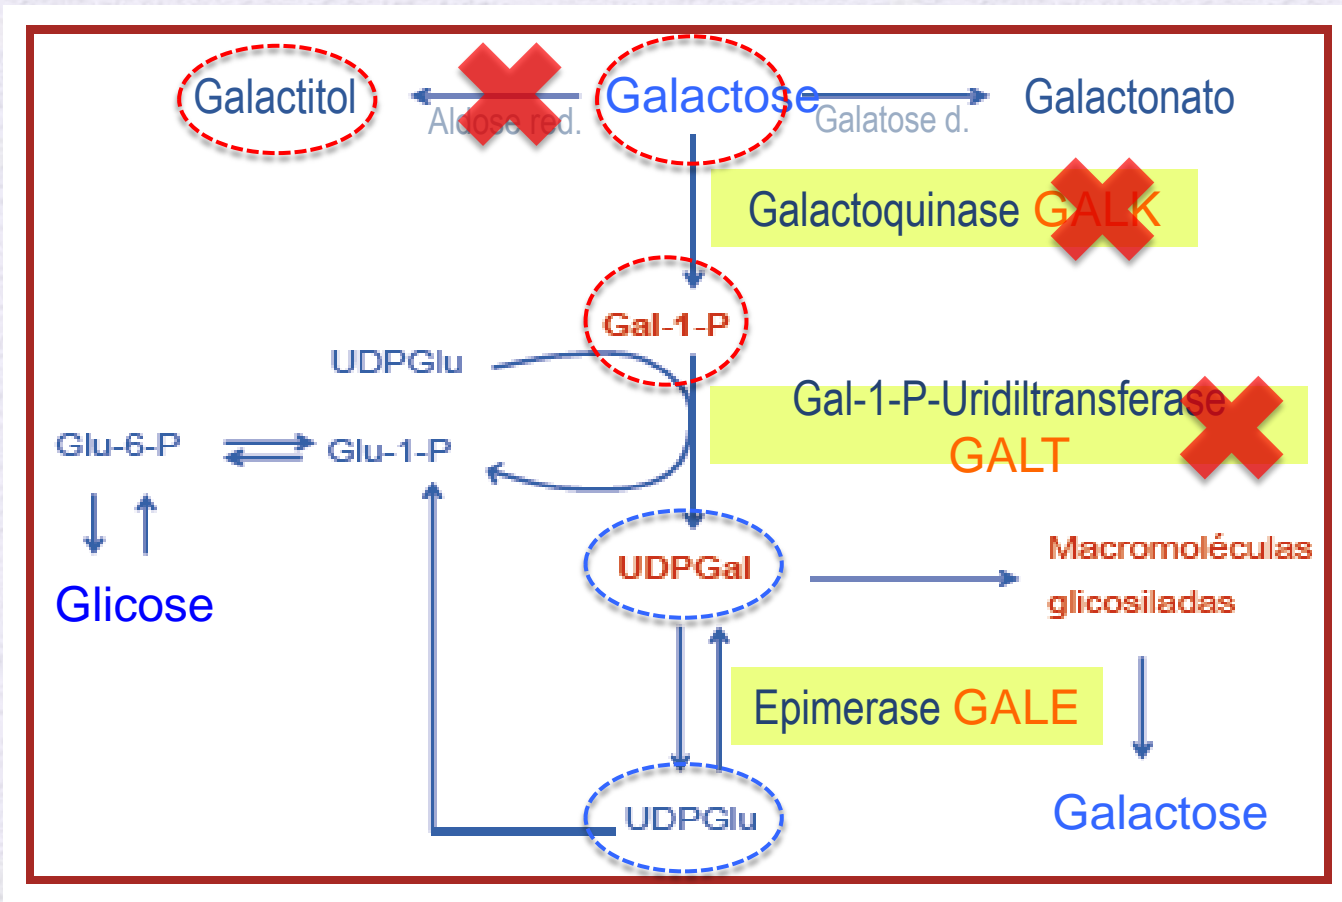 Galactitol
Aldose red.
Galactose
Galatose d.
Galactonato
Galactoquinase GALK
Gal-1-P
UDPGlu
Gal-1-P-Uridiltransferase
GALT
Glu-6-P
Glu-1-P
Glicose
UDPGal
Macromoléculas
glicosiladas
Epimerase GALE
UDPGlu
Galactose